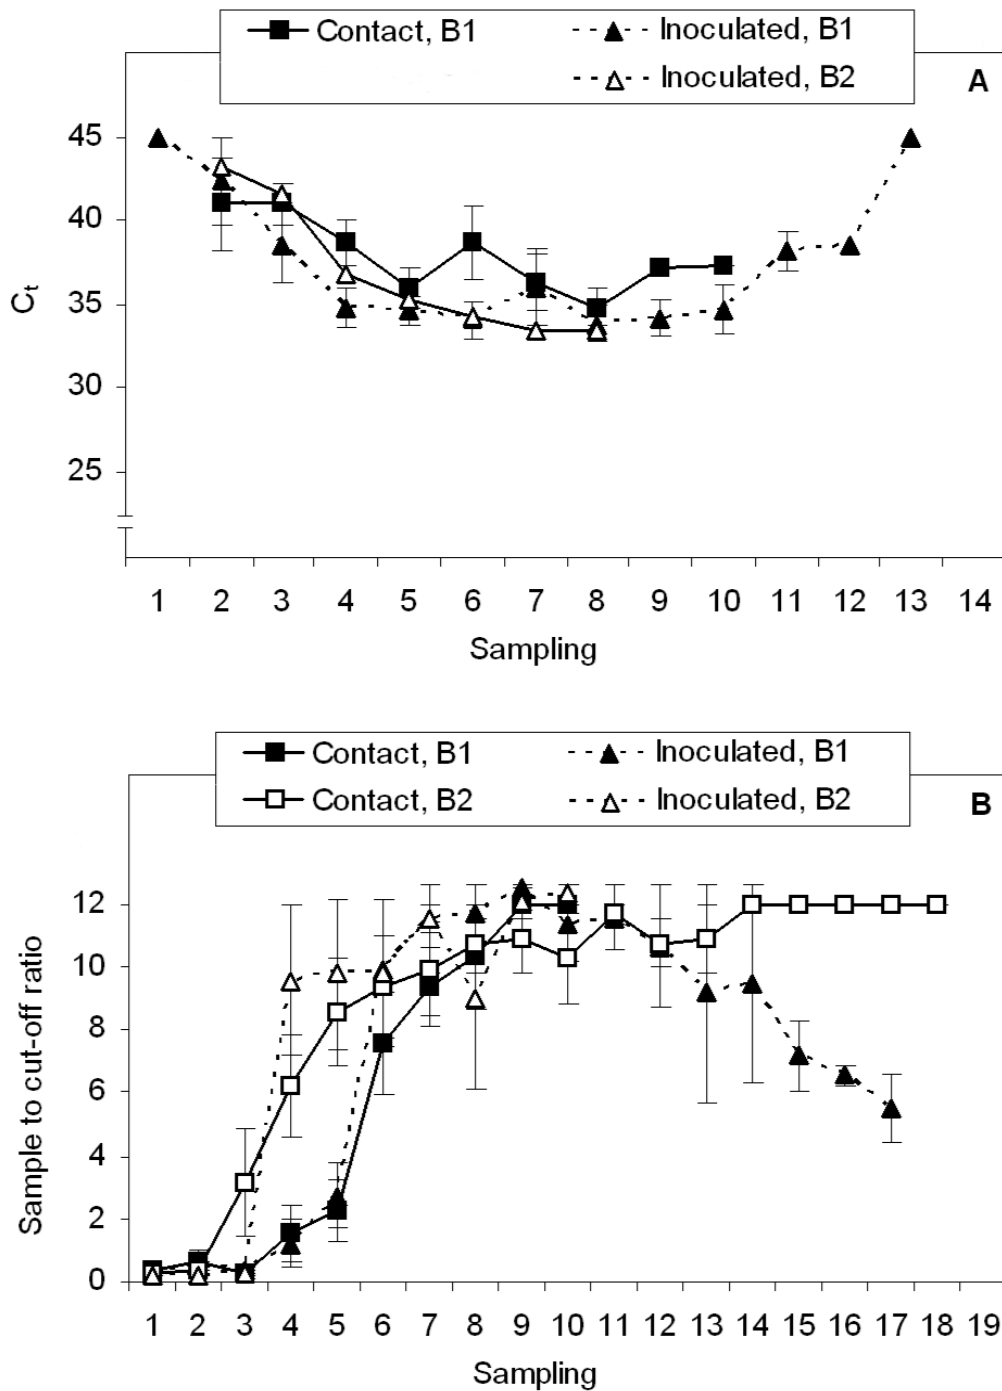 Contact, B1 Inoculated, B1
Inoculated, B2
A
45
40
35
30
25
Ct
1 2 3 4 5 6 7 8 9 10 11 12 13 14
Sampling
Contact, B1 Inoculated, B1
Contact, B2 Inoculated, B2
B
12
10
8
6
4
2
0
Sample to cut-off ratio
1 2 3 4 5 6 7 8 9 10 11 12 13 14 15 16 17 18 19
Sampling